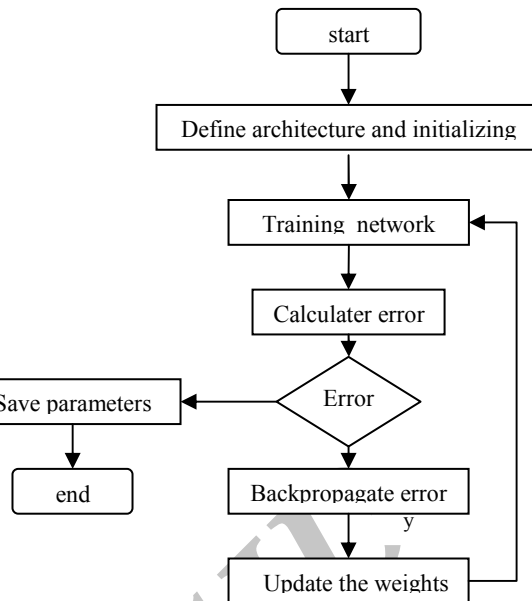 start
Define architecture and initializing
Training network
Calculater error
Error
Save parameters
end
Backpropagate error
y
Update the weights